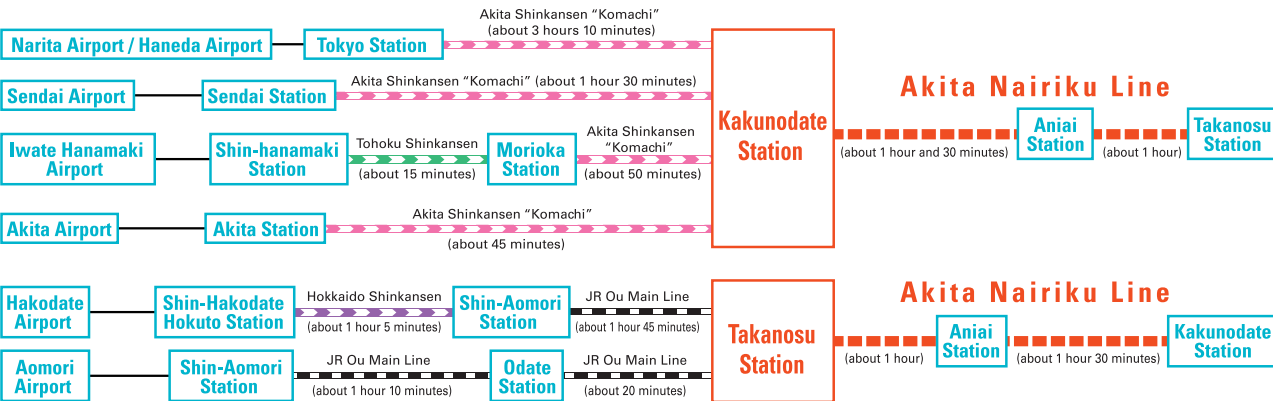 Narita Airport / Haneda Airport
Tokyo Station
Akita Shinkansen “Komachi”
(about 3 hours 10 minutes)
Sendai Airport
Sendai Station
Akita Shinkansen “Komachi” (about 1 hour 30 minutes)
Iwate Hanamaki
Airport
Shin-hanamaki
Station
Tohoku Shinkansen
(about 15 minutes)
Morioka
Station
Akita Shinkansen
“Komachi”
(about 50 minutes)
Akita Airport
Akita Station
Akita Shinkansen “Komachi”
(about 45 minutes)
Kakunodate
Station
Akita Nairiku Line
(about 1 hour and 30 minutes)
Aniai
Station
(about 1 hour)
Takanosu
Station
Hakodate
Airport
Shin-Hakodate
Hokuto Station
Hokkaido Shinkansen
(about 1 hour 5 minutes)
Shin-Aomori
Station
JR Ou Main Line
(about 1 hour 45 minutes)
Aomori
Airport
Shin-Aomori
Station
JR Ou Main Line
(about 1 hour 10 minutes)
Odate
Station
JR Ou Main Line
(about 20 minutes)
Takanosu
Station
Akita Nairiku Line
(about 1 hour)
Aniai
Station
(about 1 hour 30 minutes)
Kakunodate
Station